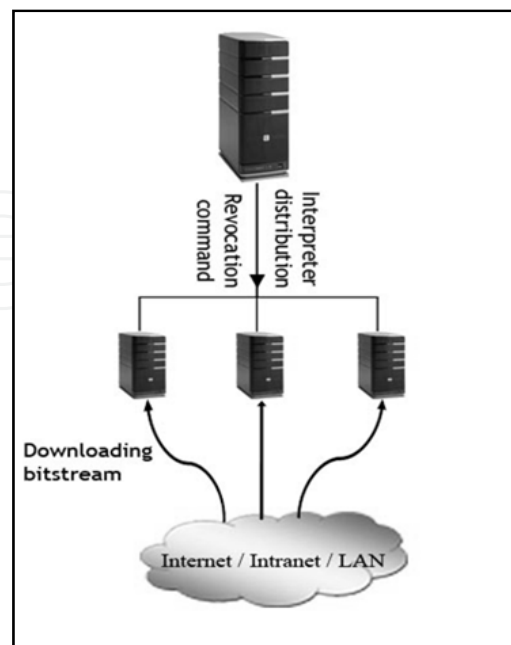 Interpreter
distribution
Revocation
command
Downloading
bitstream
Internet / Intranet / LAN